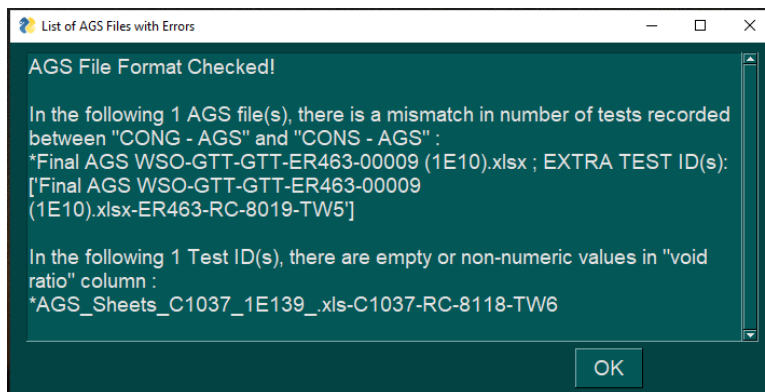 List of AGS Files with Errors
AGS File Format Checked!
In the following 1 AGS file(s), there is a mismatch in number of tests recorded
between "CONG - AGS" and "CONS - AGS" :
*Final AGS WSO-GTT-GTT-ER463-00009 (1E10).xlsx ; EXTRA TEST ID(s):
['Final AGS WSO-GTT-GTT-ER463-00009
(1E10).xlsx-ER463-RC-8019-TW5']
In the following 1 Test ID(s), there are empty or non-numeric values in "void
ratio" column :
*AGS_Sheets_C1037_1E139_.xls-C1037-RC-8118-TW6
OK